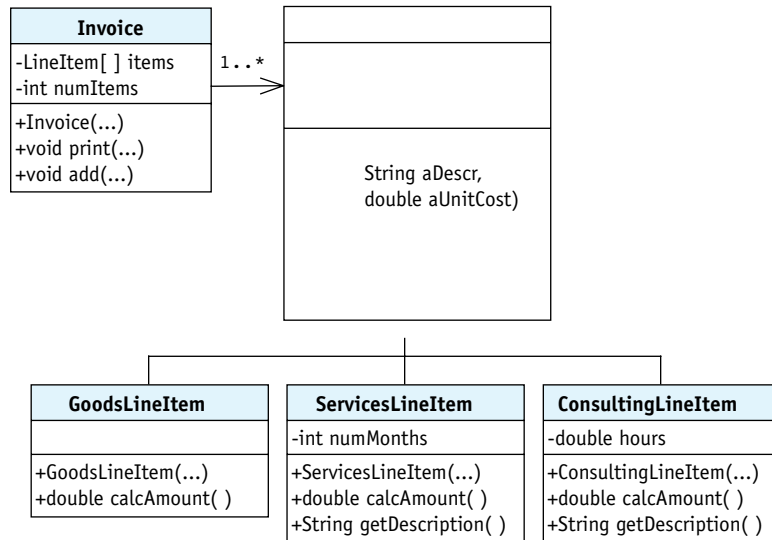 Invoice
-LineItem[ ] items
-int numItems
+Invoice(...)
+void print(...)
+void add(...)
1..*
String aDescr,
double aUnitCost)
GoodsLineItem
+GoodsLineItem(...)
+double calcAmount( )
ServicesLineItem
-int numMonths
+ServicesLineItem(...)
+double calcAmount( )
+String getDescription( )
ConsultingLineItem
-double hours
+ConsultingLineItem(...)
+double calcAmount( )
+String getDescription( )